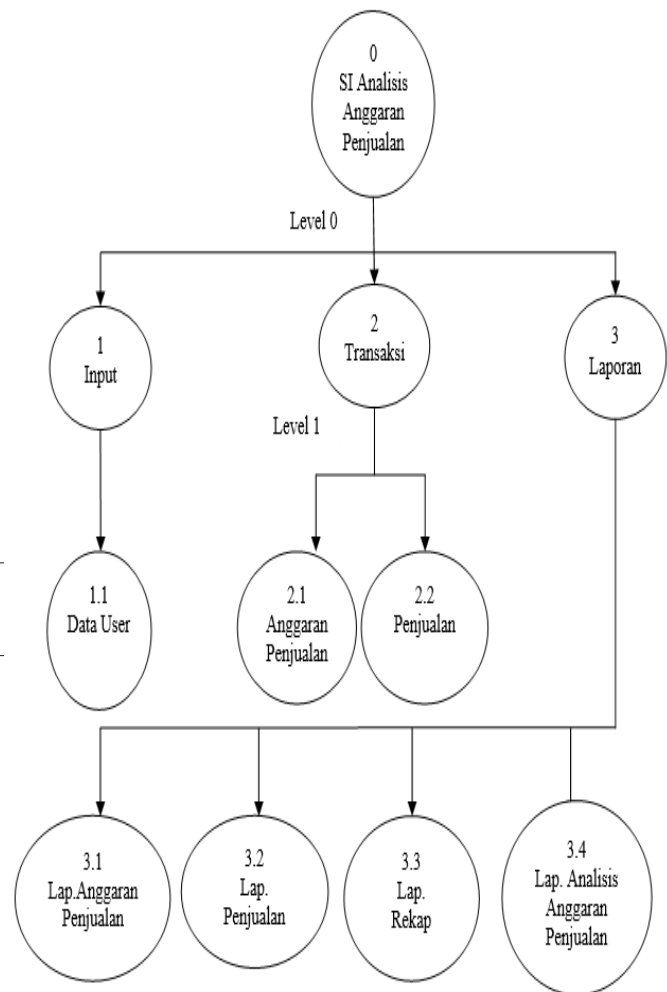 0
SI Analisis
Anggaran
Penjualan
Level 0
1
Input
2
Transaksi
3
Laporan
Level 1
1.1
Data User
2.1
Anggaran
Penjualan
2.2
Penjualan
3.1
Lap.Anggaran
Penjualan
3.2
Lap.
Penjualan
3.3
Lap.
Rekap
3.4
Lap. Analisis
Anggaran
Penjualan